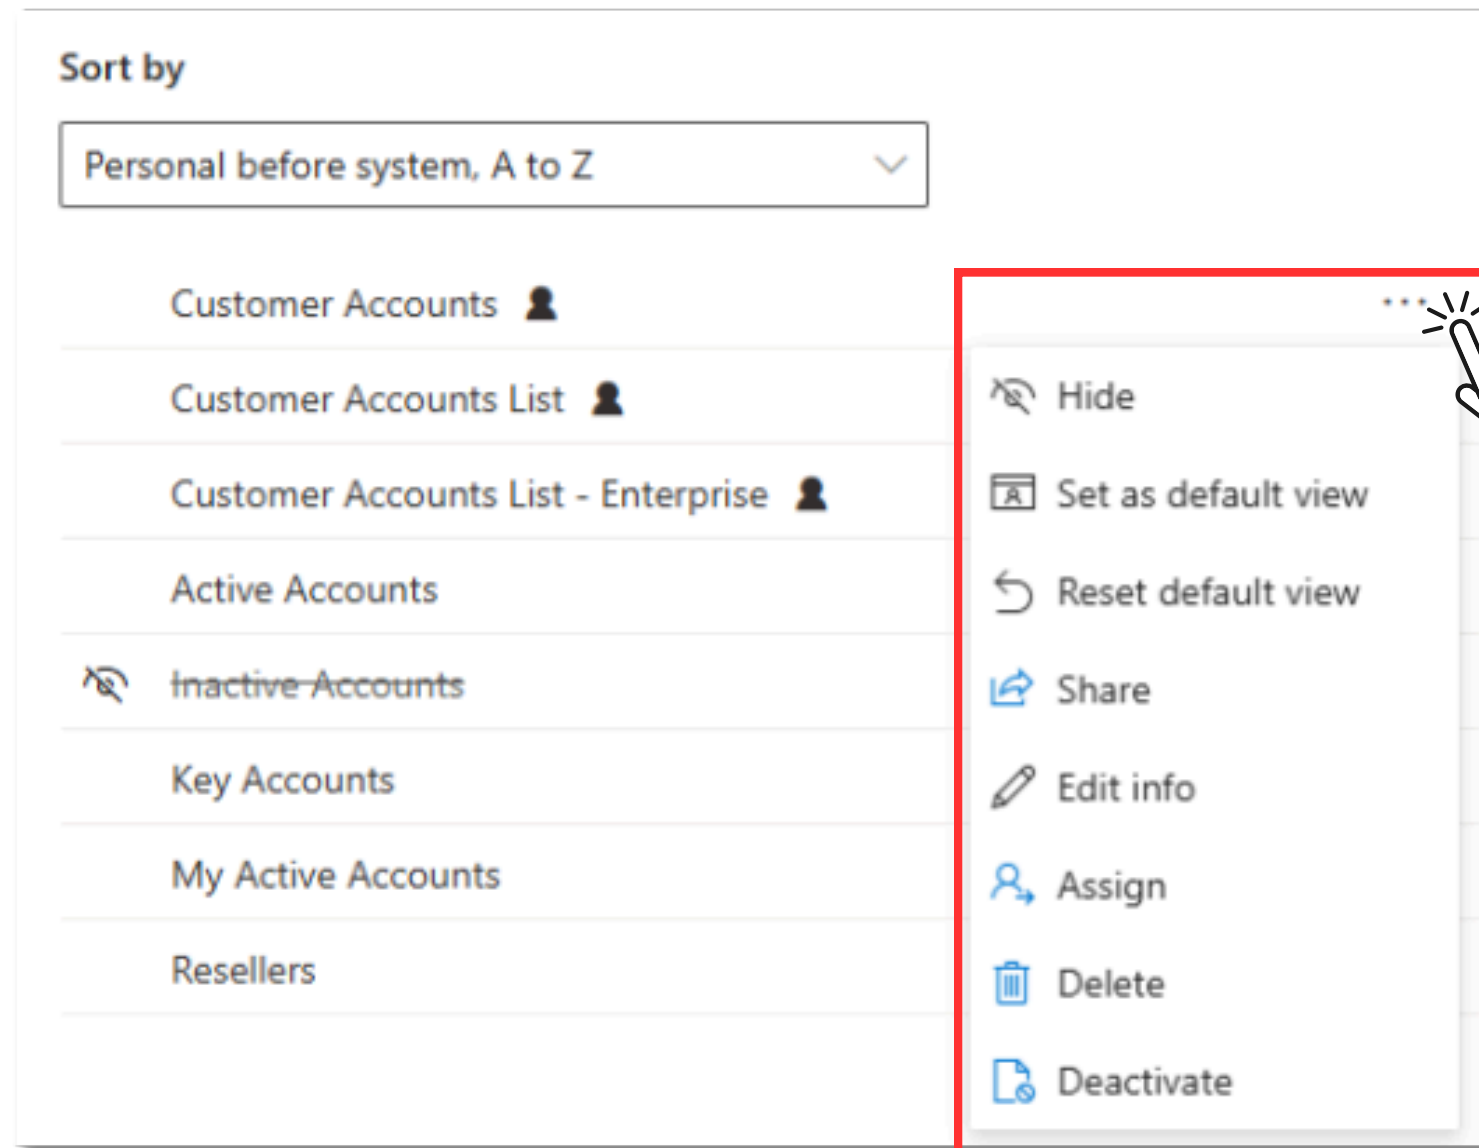 Sort by
Personal before system, A to Z
Customer Accounts
...
Customer Accounts List
Customer Accounts List - Enterprise
Active Accounts
Inactive Accounts
Key Accounts
My Active Accounts
Resellers
Hide
Set as default view
Reset default view
Share
Edit info
Assign
Delete
Deactivate